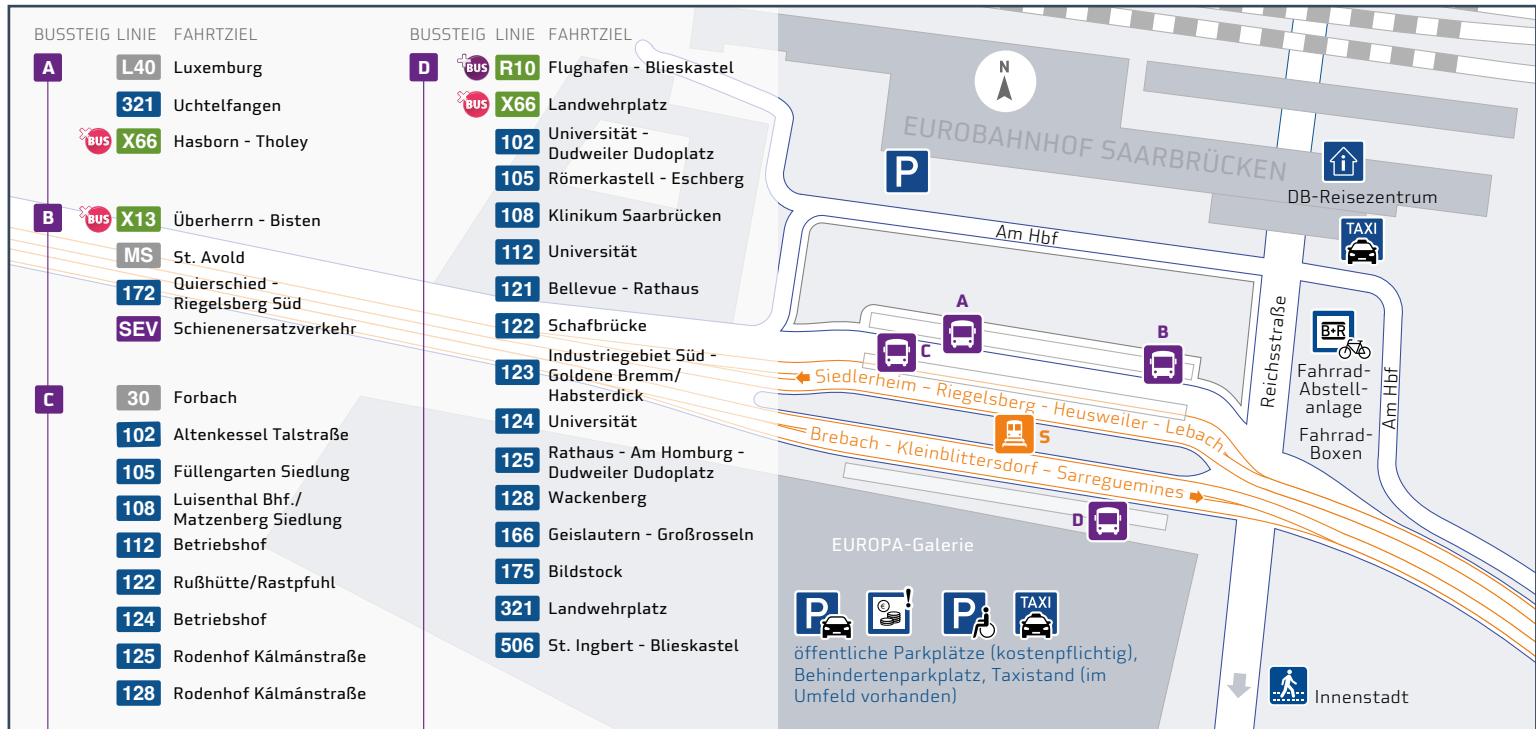 BUSSTEIG LINIE FAHRTZIEL
A L40 Luxemburg
321 Uchtelfangen
xBUS X66 Hasborn - Tholey
B xBUS X13 Überherrn - Bisten
MS St. Avold
172 Quierschied -
Riegelsberg Süd
SEV Schienenersatzverkehr
C 30 Forbach
102 Altenkessel Talstraße
105 Füllengarten Siedlung
108 Luisenthal Bhf./
Matzenberg Siedlung
112 Betriebshof
122 Rußhütte/Rastpfuhl
124 Betriebshof
125 Rodenhof Kálmánstraße
128 Rodenhof Kálmánstraße
BUSSTEIG LINIE FAHRTZIEL
D +BUS R10 Flughafen - Blieskastel
xBUS X66 Landwehrplatz
102 Universität -
Dudweiler Dudoplatz
105 Römerkastell - Eschberg
108 Klinikum Saarbrücken
112 Universität
121 Bellevue - Rathaus
122 Schafbrücke
123 Industriegebiet Süd -
Goldene Bremm/
Habsterdick
124 Universität
125 Rathaus - Am Homburg -
Dudweiler Dudoplatz
128 Wackenberg
166 Geislautern - Großrosseln
175 Bildstock
321 Landwehrplatz
506 St. Ingbert - Blieskastel
N
EUROBAHNHOF SAARBRÜCKEN
P
DB-Reisezentrum
TAXI
Am Hbf
Reichsstraße
A
B
C
B+R
Fahrrad-
Abstell-
anlage
Fahrrad-
Boxen
Am Hbf
Siedlerheim - Riegelsberg - Heusweiler - Lebach
S
Brebach - Kleinblittersdorf - Sarreguemines
D
EUROPA-Galerie
P € ! P TAXI
öffentliche Parkplätze (kostenpflichtig),
Behindertenparkplatz, Taxistand (im
Umfeld vorhanden)
Innenstadt